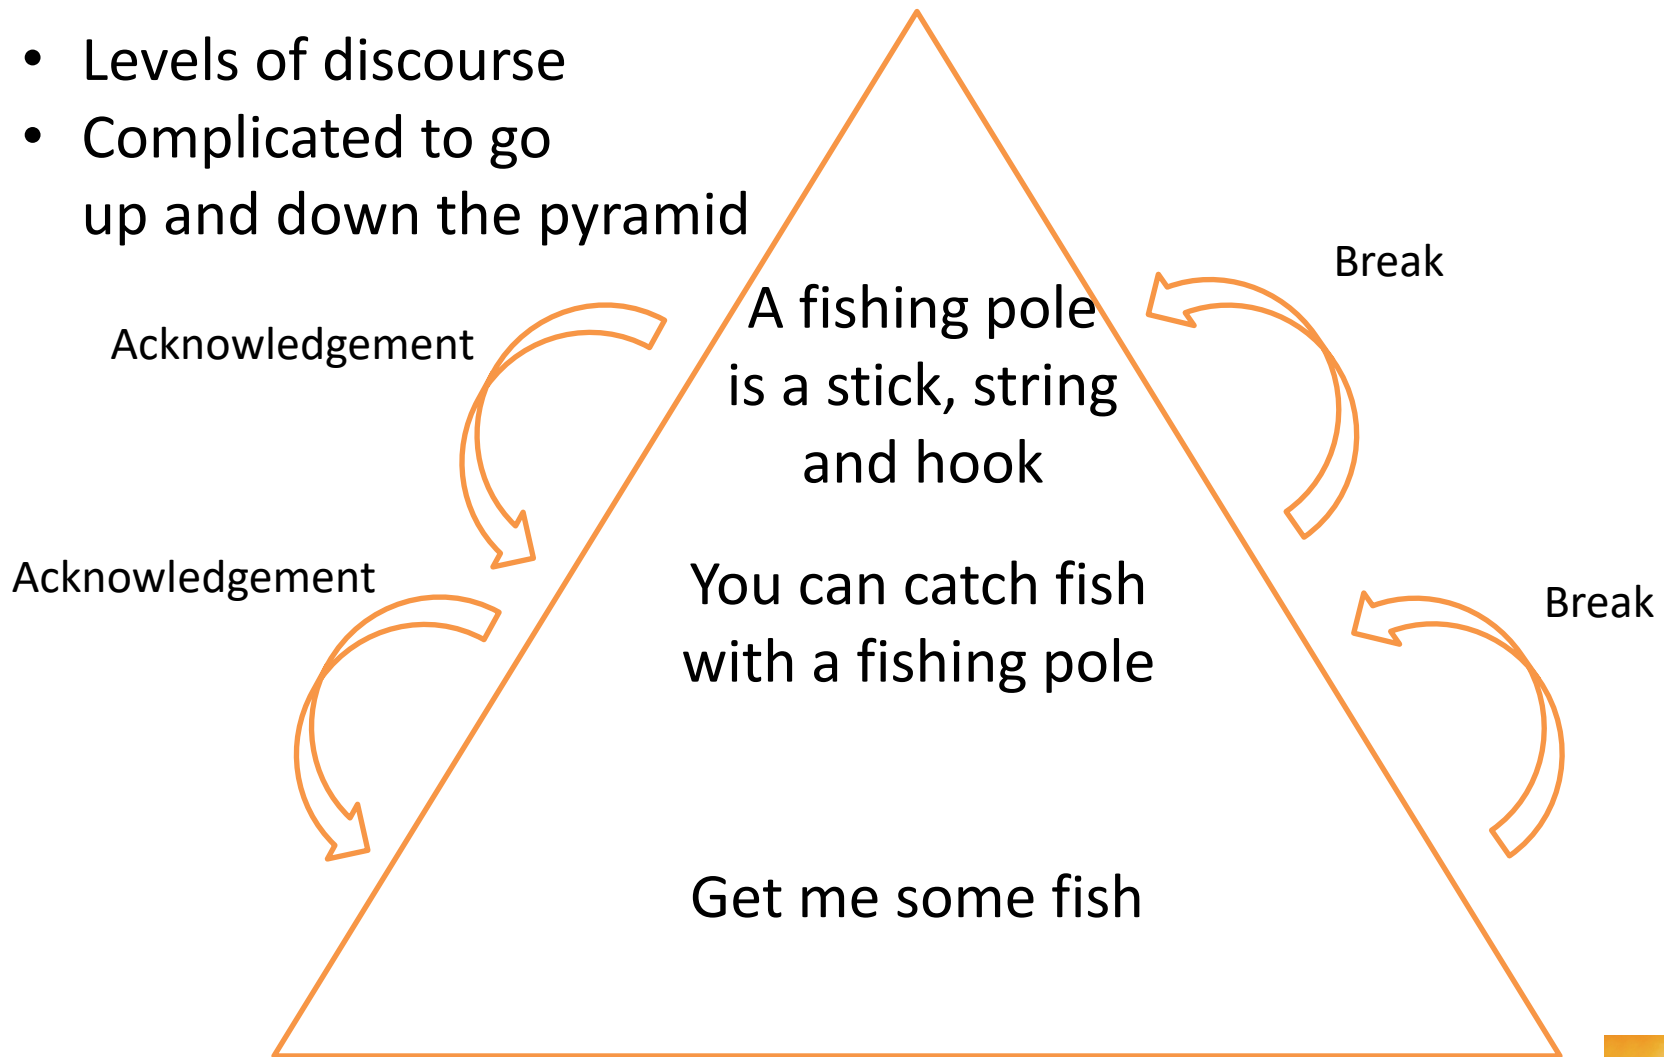 • Levels of discourse
• Complicated to go
up and down the pyramid
Break
Acknowledgement
A fishing pole
is a stick, string
and hook
Acknowledgement
You can catch fish
with a fishing pole
Break
Get me some fish